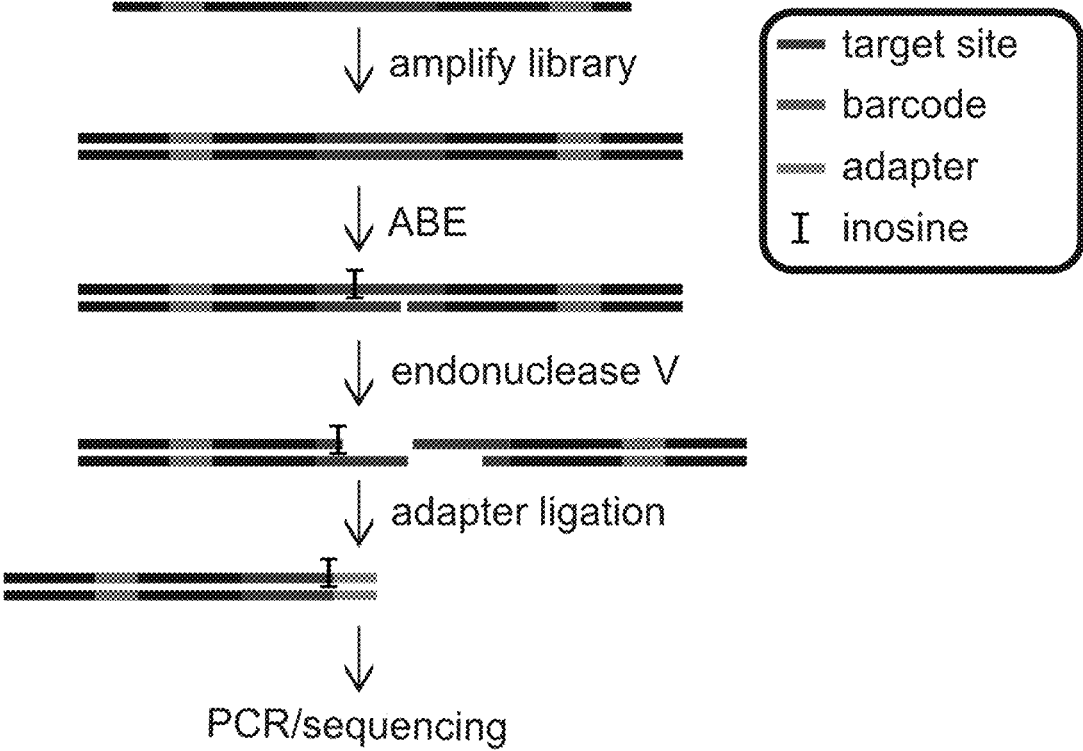 amplify library
ABE
endonuclease V
adapter ligation
PCR/sequencing
target site
barcode
adapter
I inosine